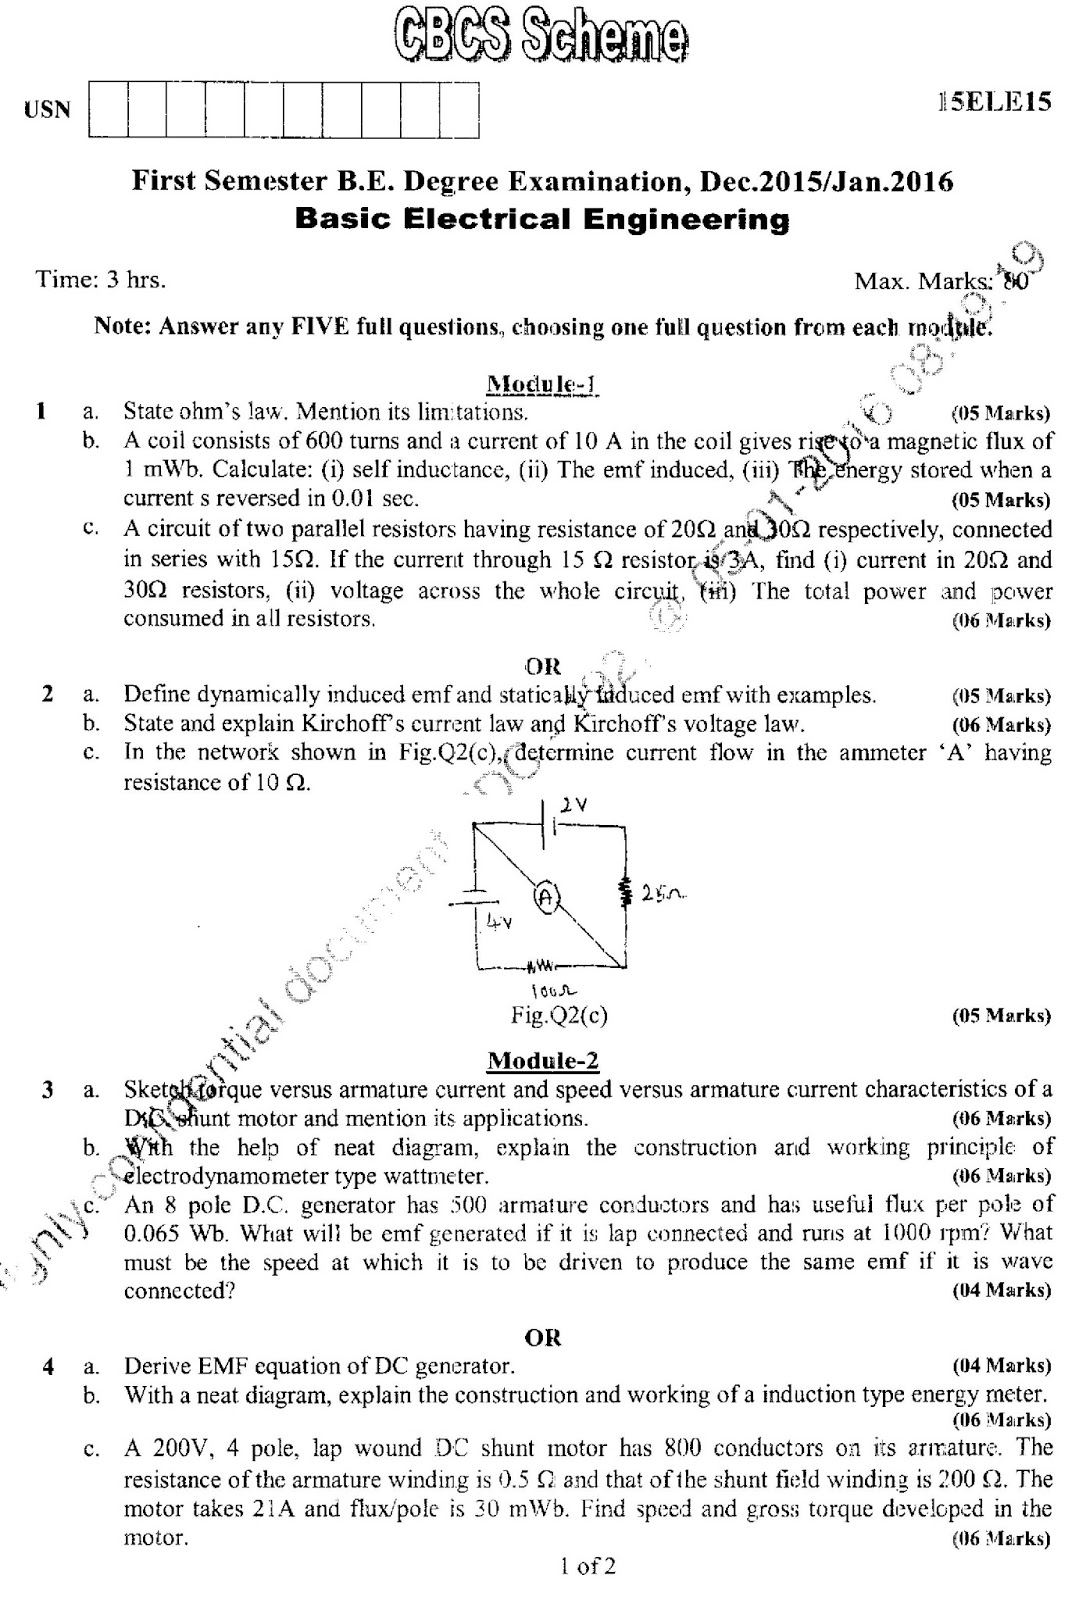 CBCS Scheme
USN
15ELE15
First Semester B.E. Degree Examination, Dec.2015/Jan.2016
Basic Electrical Engineering
Time: 3 hrs.
Max. Marks: 80
Note: Answer any FIVE full questions, choosing one full question from each module.
Module-1
1 a. State ohm's law. Mention its limitations. (05 Marks)
b. A coil consists of 600 turns and a current of 10 A in the coil gives rise to a magnetic flux of
1 mWb. Calculate: (i) self inductance, (ii) The emf induced, (iii) The energy stored when a
current s reversed in 0.01 sec. (05 Marks)
c. A circuit of two parallel resistors having resistance of 20Ω and 30Ω respectively, connected
in series with 15Ω. If the current through 15 Ω resistor is 3A, find (i) current in 20Ω and
30Ω resistors, (ii) voltage across the whole circuit, (iii) The total power and power
consumed in all resistors. (06 Marks)
OR
2 a. Define dynamically induced emf and statically induced emf with examples. (05 Marks)
b. State and explain Kirchoff's current law and Kirchoff's voltage law. (06 Marks)
c. In the network shown in Fig.Q2(c), determine current flow in the ammeter 'A' having
resistance of 10 Ω.
2V
A
25Ω
4V
100Ω
Fig.Q2(c) (05 Marks)
Module-2
3 a. Sketch torque versus armature current and speed versus armature current characteristics of a
D.C. shunt motor and mention its applications. (06 Marks)
b. With the help of neat diagram, explain the construction and working principle of
electrodynamometer type wattmeter. (06 Marks)
c. An 8 pole D.C. generator has 500 armature conductors and has useful flux per pole of
0.065 Wb. What will be emf generated if it is lap connected and runs at 1000 rpm? What
must be the speed at which it is to be driven to produce the same emf if it is wave
connected? (04 Marks)
OR
4 a. Derive EMF equation of DC generator. (04 Marks)
b. With a neat diagram, explain the construction and working of a induction type energy meter.
(06 Marks)
c. A 200V, 4 pole, lap wound DC shunt motor has 800 conductors on its armature. The
resistance of the armature winding is 0.5 Ω and that of the shunt field winding is 200 Ω. The
motor takes 21A and flux/pole is 30 mWb. Find speed and gross torque developed in the
motor. (06 Marks)
1 of 2
confidential document
05-01-2016 08:49:19